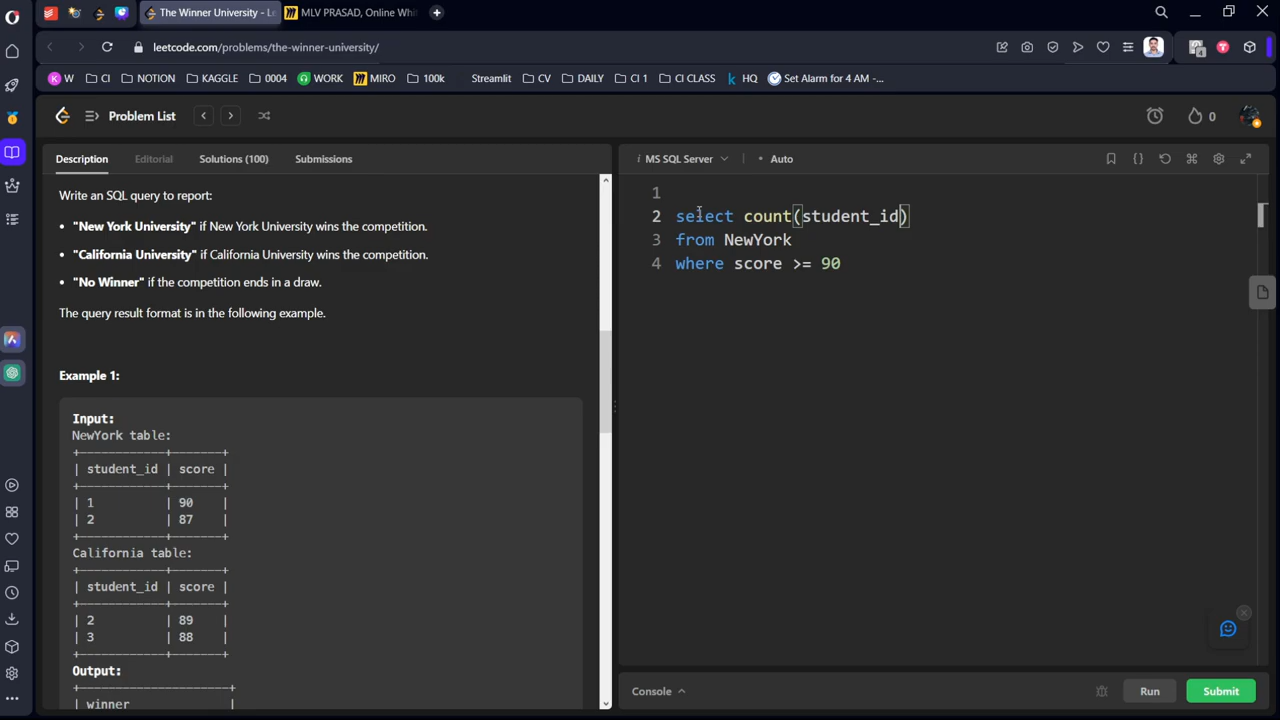 The Winner University - Le
MLV PRASAD, Online Whit
leetcode.com/problems/the-winner-university/
W
CI
NOTION
KAGGLE
0004
WORK
MIRO
100k
Streamlit
CV
DAILY
CI 1
CI CLASS
HQ
Set Alarm for 4 AM -...
Problem List
0
Description
Editorial
Solutions (100)
Submissions
i MS SQL Server
• Auto
Write an SQL query to report:
• "New York University" if New York University wins the competition.
• "California University" if California University wins the competition.
• "No Winner" if the competition ends in a draw.
The query result format is in the following example.
Example 1:
Input:
NewYork table:
+------------+-------+
| student_id | score |
+------------+-------+
| 1          | 90    |
| 2          | 87    |
+------------+-------+
California table:
+------------+-------+
| student_id | score |
+------------+-------+
| 2          | 89    |
| 3          | 88    |
+------------+-------+
Output:
+---------------------+
| winner              |
1
2 select count(student_id)
3 from NewYork
4 where score >= 90
Console
Run
Submit